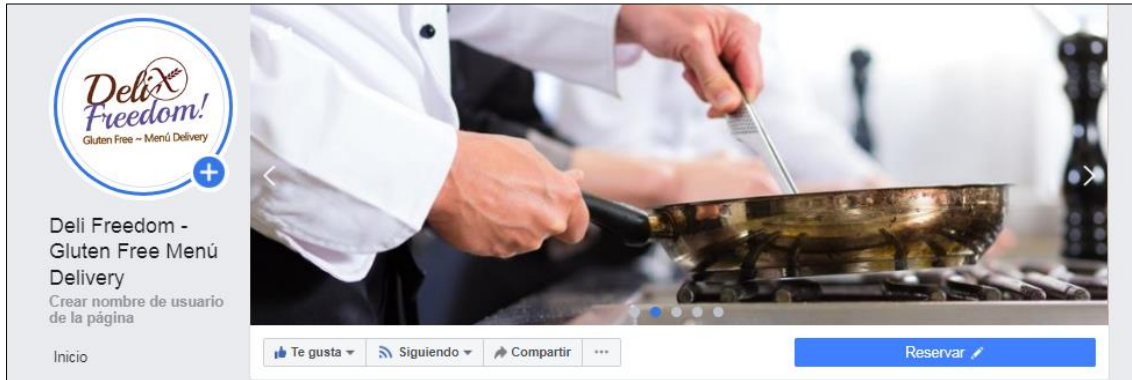 Deli
Freedom!
Gluten Free ~ Menú Delivery
Deli Freedom -
Gluten Free Menú
Delivery
Crear nombre de usuario
de la página
Inicio
Te gusta
Siguiendo
Compartir
Reservar